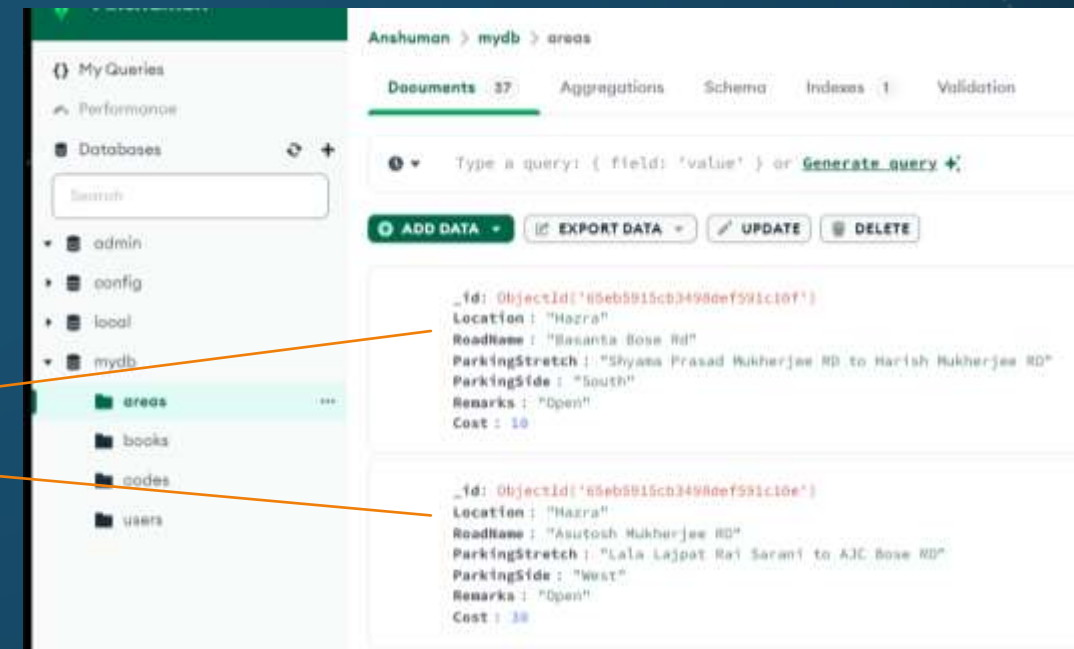 Anshuman > mydb > areas
{} My Queries
Performance
Databases
Search
admin
config
local
mydb
areas
books
codes
users
Documents 37 Aggregations Schema Indexes 1 Validation
Type a query: { field: 'value' } or Generate query
ADD DATA EXPORT DATA UPDATE DELETE
_id:
Location : "Hazra"
RoadName : "Basanta Bose Rd"
ParkingStretch : "Shyama Prasad Mukherjee RD to Harish Mukherjee RD"
ParkingSide : "South"
Remarks : "Open"
Cost : 10
_id:
Location : "Hazra"
RoadName : "Asutosh Mukherjee RD"
ParkingStretch : "Lala Lajpat Rai Sarani to AJC Bose RD"
ParkingSide : "West"
Remarks : "Open"
Cost : 30